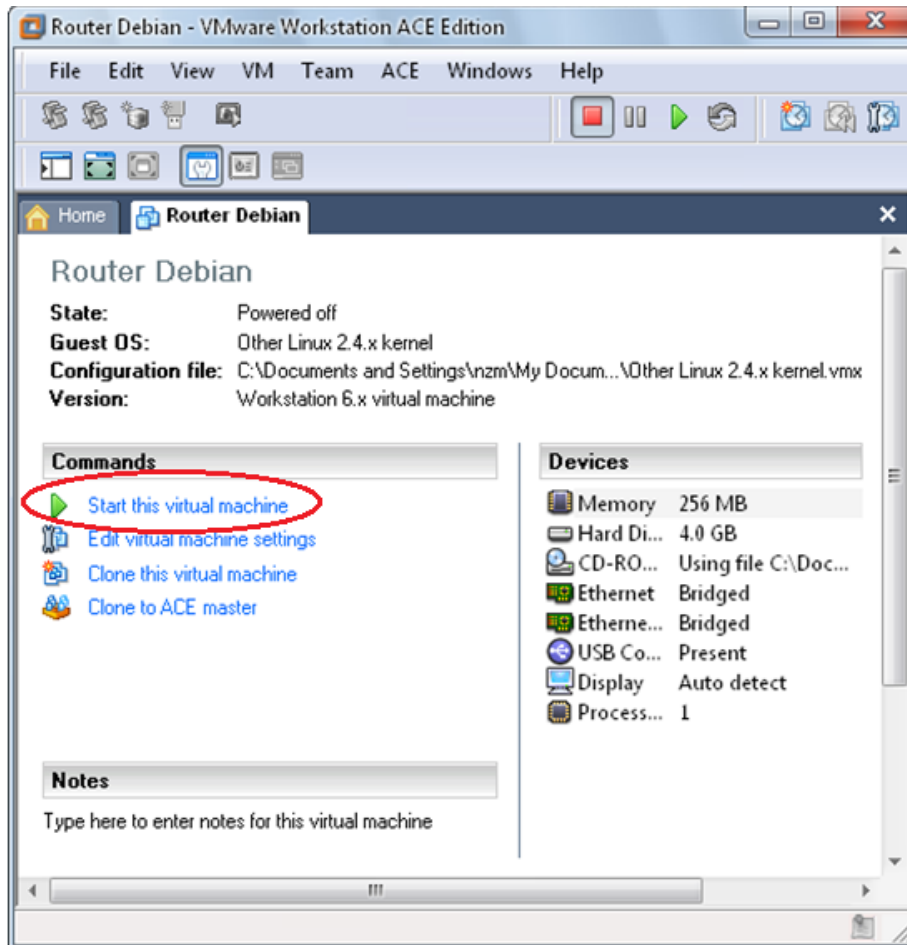 Router Debian - VMware Workstation ACE Edition
File Edit View VM Team ACE Windows Help
Home Router Debian
Router Debian
State: Powered off
Guest OS: Other Linux 2.4.x kernel
Configuration file: C:\Documents and Settings\nzm\My Docum...\Other Linux 2.4.x kernel.vmx
Version: Workstation 6.x virtual machine
Commands
Start this virtual machine
Edit virtual machine settings
Clone this virtual machine
Clone to ACE master
Devices
Memory 256 MB
Hard Di... 4.0 GB
CD-RO... Using file C:\Doc...
Ethernet Bridged
Etherne... Bridged
USB Co... Present
Display Auto detect
Process... 1
Notes
Type here to enter notes for this virtual machine